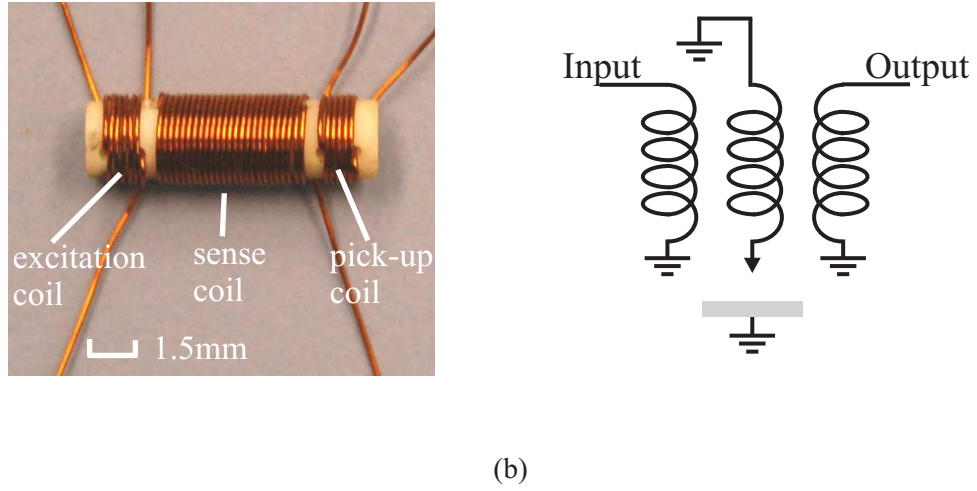 excitation
coil
sense
coil
pick-up
coil
1.5mm
Input
Output
(b)